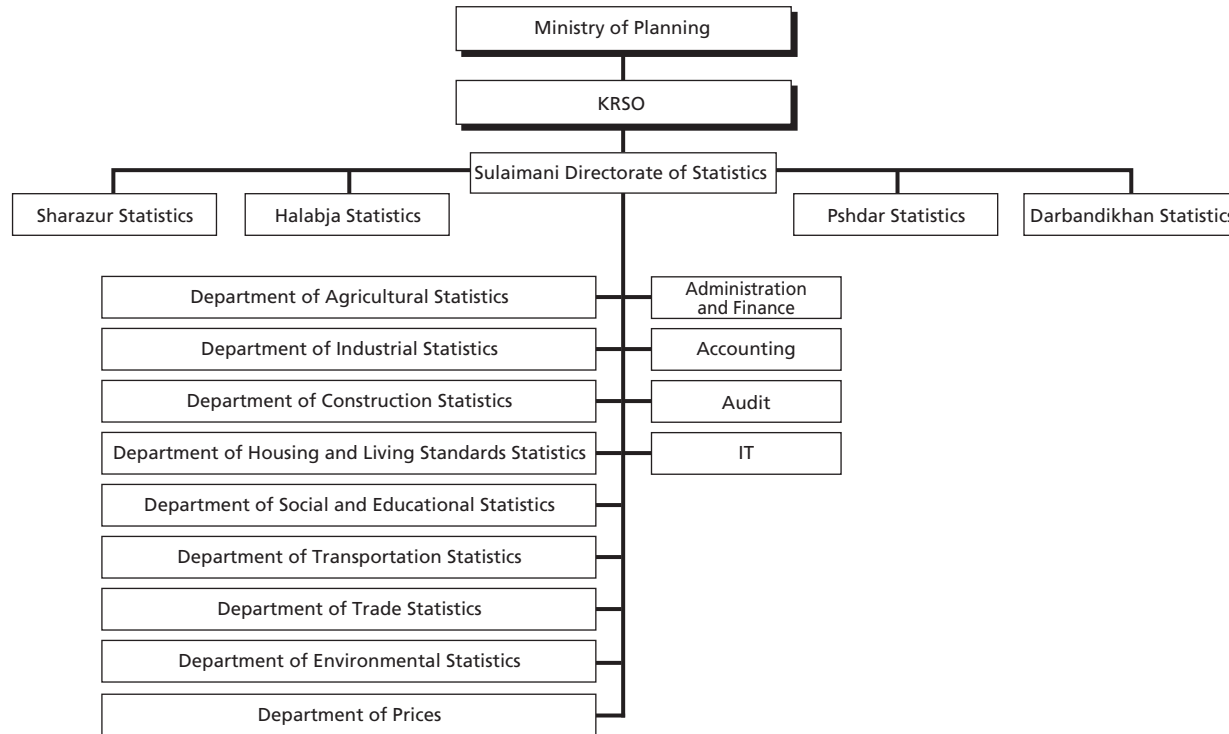 Ministry of Planning
KRSO
Sulaimani Directorate of Statistics
Sharazur Statistics
Halabja Statistics
Pshdar Statistics
Darbandikhan Statistics
Department of Agricultural Statistics
Administration
and Finance
Department of Industrial Statistics
Accounting
Department of Construction Statistics
Audit
Department of Housing and Living Standards Statistics
IT
Department of Social and Educational Statistics
Department of Transportation Statistics
Department of Trade Statistics
Department of Environmental Statistics
Department of Prices